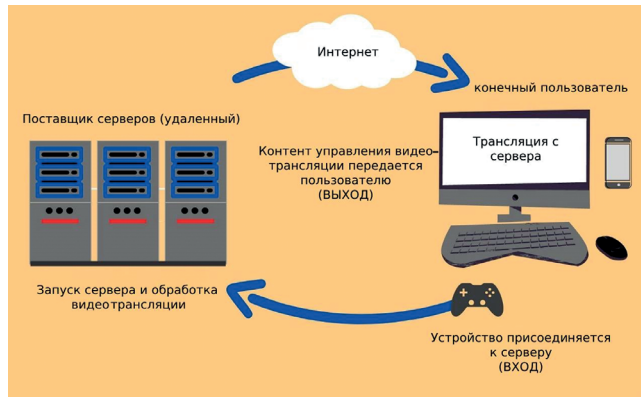 Интернет
конечный пользователь
Поставщик серверов (удаленный)
Трансляция с
сервера
Контент управления видео-
трансляции передается
пользователю
(ВЫХОД)
Запуск сервера и обработка
видеотрансляции
Устройство присоединяется
к серверу
(ВХОД)